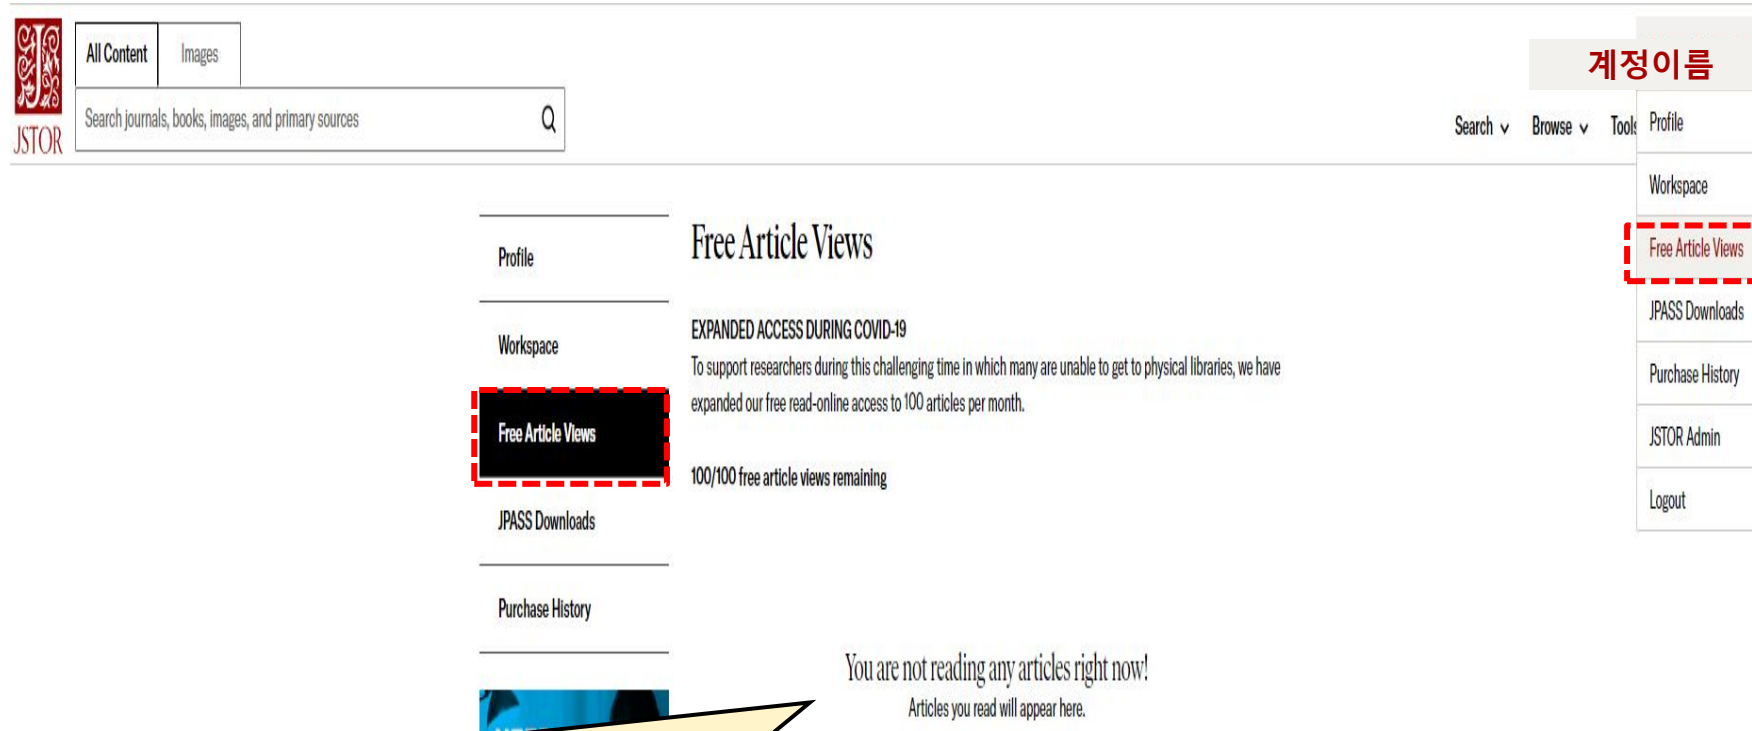 All Content
Images
계정이름
Search journals, books, images, and primary sources
JSTOR
Search
Browse
Tools
Profile
Workspace
Free Article Views
JPASS Downloads
Purchase History
JSTOR Admin
Logout
Profile
Workspace
Free Article Views
JPASS Downloads
Purchase History
Free Article Views
EXPANDED ACCESS DURING COVID-19
To support researchers during this challenging time in which many are unable to get to physical libraries, we have
expanded our free read-online access to 100 articles per month.
100/100 free article views remaining
You are not reading any articles right now!
Articles you read will appear here.